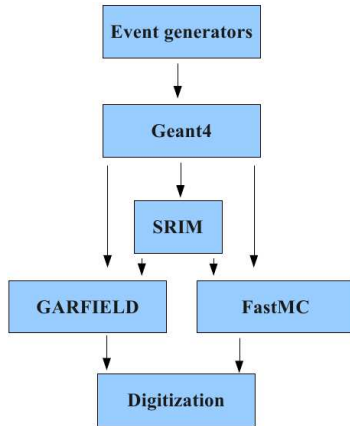 Event generators
Geant4
SRIM
GARFIELD
FastMC
Digitization